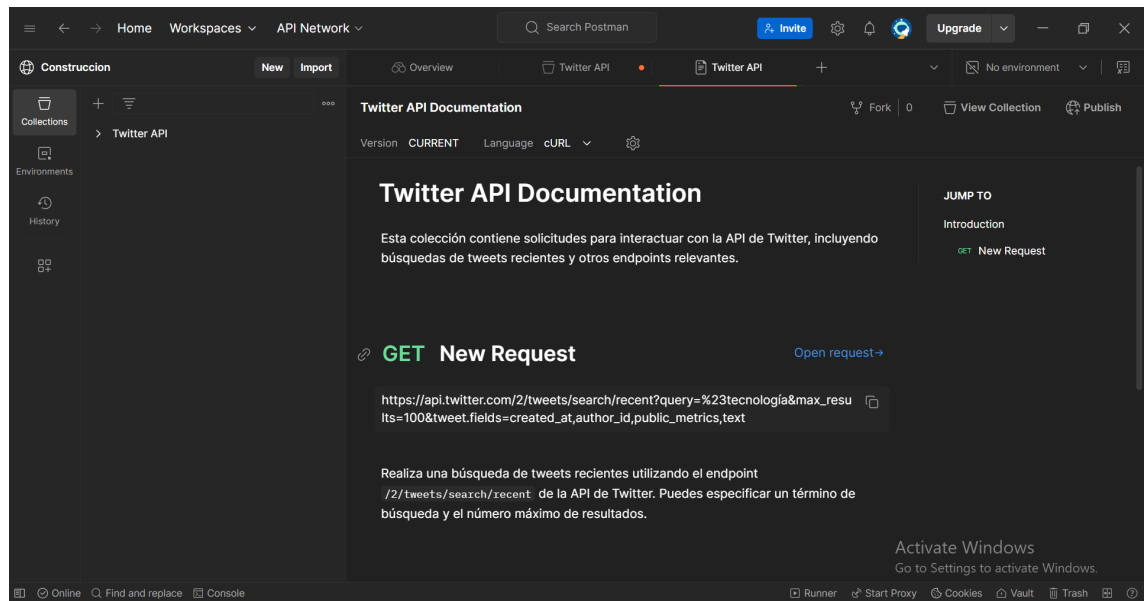 Home Workspaces API Network Search Postman Invite Upgrade
Construccion New Import Overview Twitter API Twitter API No environment
Collections
Twitter API
Environments
History
Twitter API Documentation Fork 0 View Collection Publish
Version CURRENT Language cURL
Twitter API Documentation
Esta colección contiene solicitudes para interactuar con la API de Twitter, incluyendo
búsquedas de tweets recientes y otros endpoints relevantes.
JUMP TO
Introduction
GET New Request
GET New Request Open request→
https://api.twitter.com/2/tweets/search/recent?query=%23tecnología&max_resu
lts=100&tweet.fields=created_at,author_id,public_metrics,text
Realiza una búsqueda de tweets recientes utilizando el endpoint
/2/tweets/search/recent de la API de Twitter. Puedes especificar un término de
búsqueda y el número máximo de resultados.
Activate Windows
Go to Settings to activate Windows.
Online Find and replace Console Runner Start Proxy Cookies Vault Trash